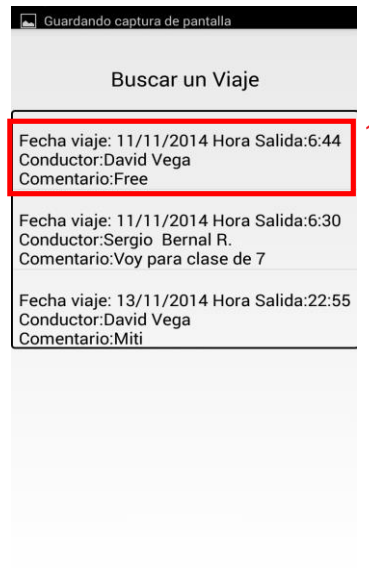 Guardando captura de pantalla
Buscar un Viaje
Fecha viaje: 11/11/2014 Hora Salida:6:44
Conductor:David Vega
Comentario:Free
Fecha viaje: 11/11/2014 Hora Salida:6:30
Conductor:Sergio  Bernal R.
Comentario:Voy para clase de 7
Fecha viaje: 13/11/2014 Hora Salida:22:55
Conductor:David Vega
Comentario:Miti